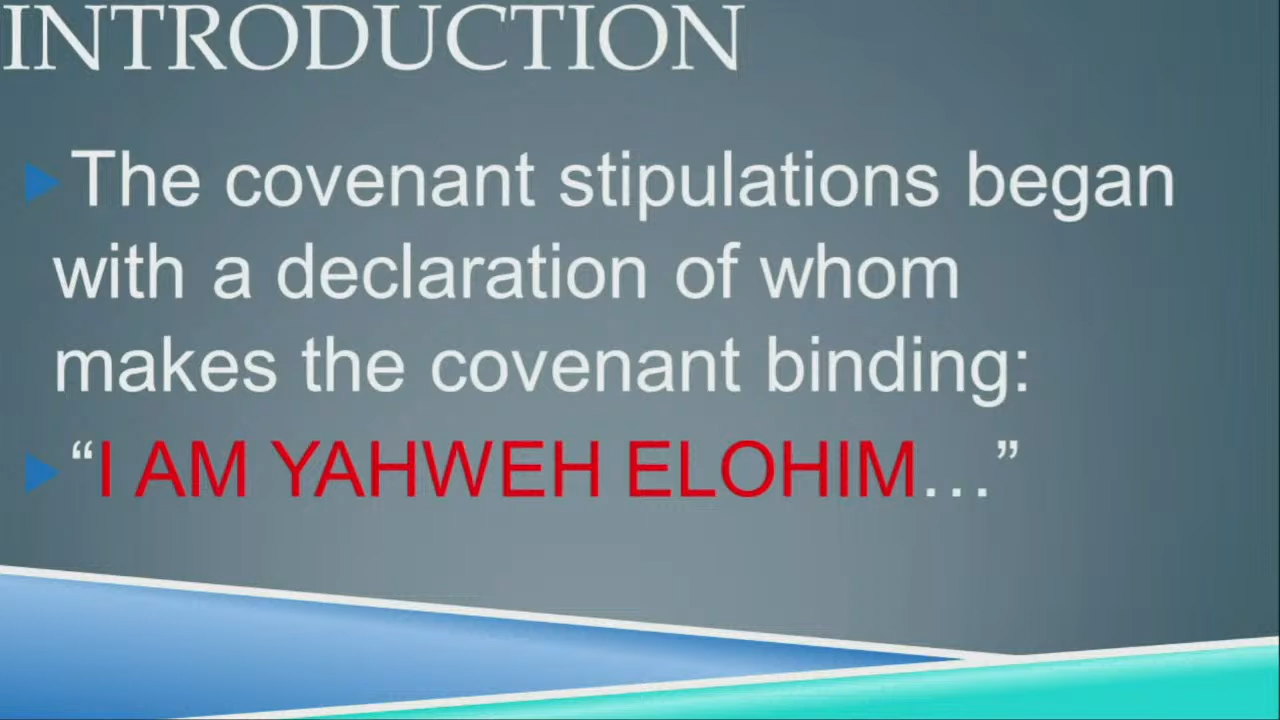 INTRODUCTION
The covenant stipulations began
with a declaration of whom
makes the covenant binding:
“I AM YAHWEH ELOHIM…”